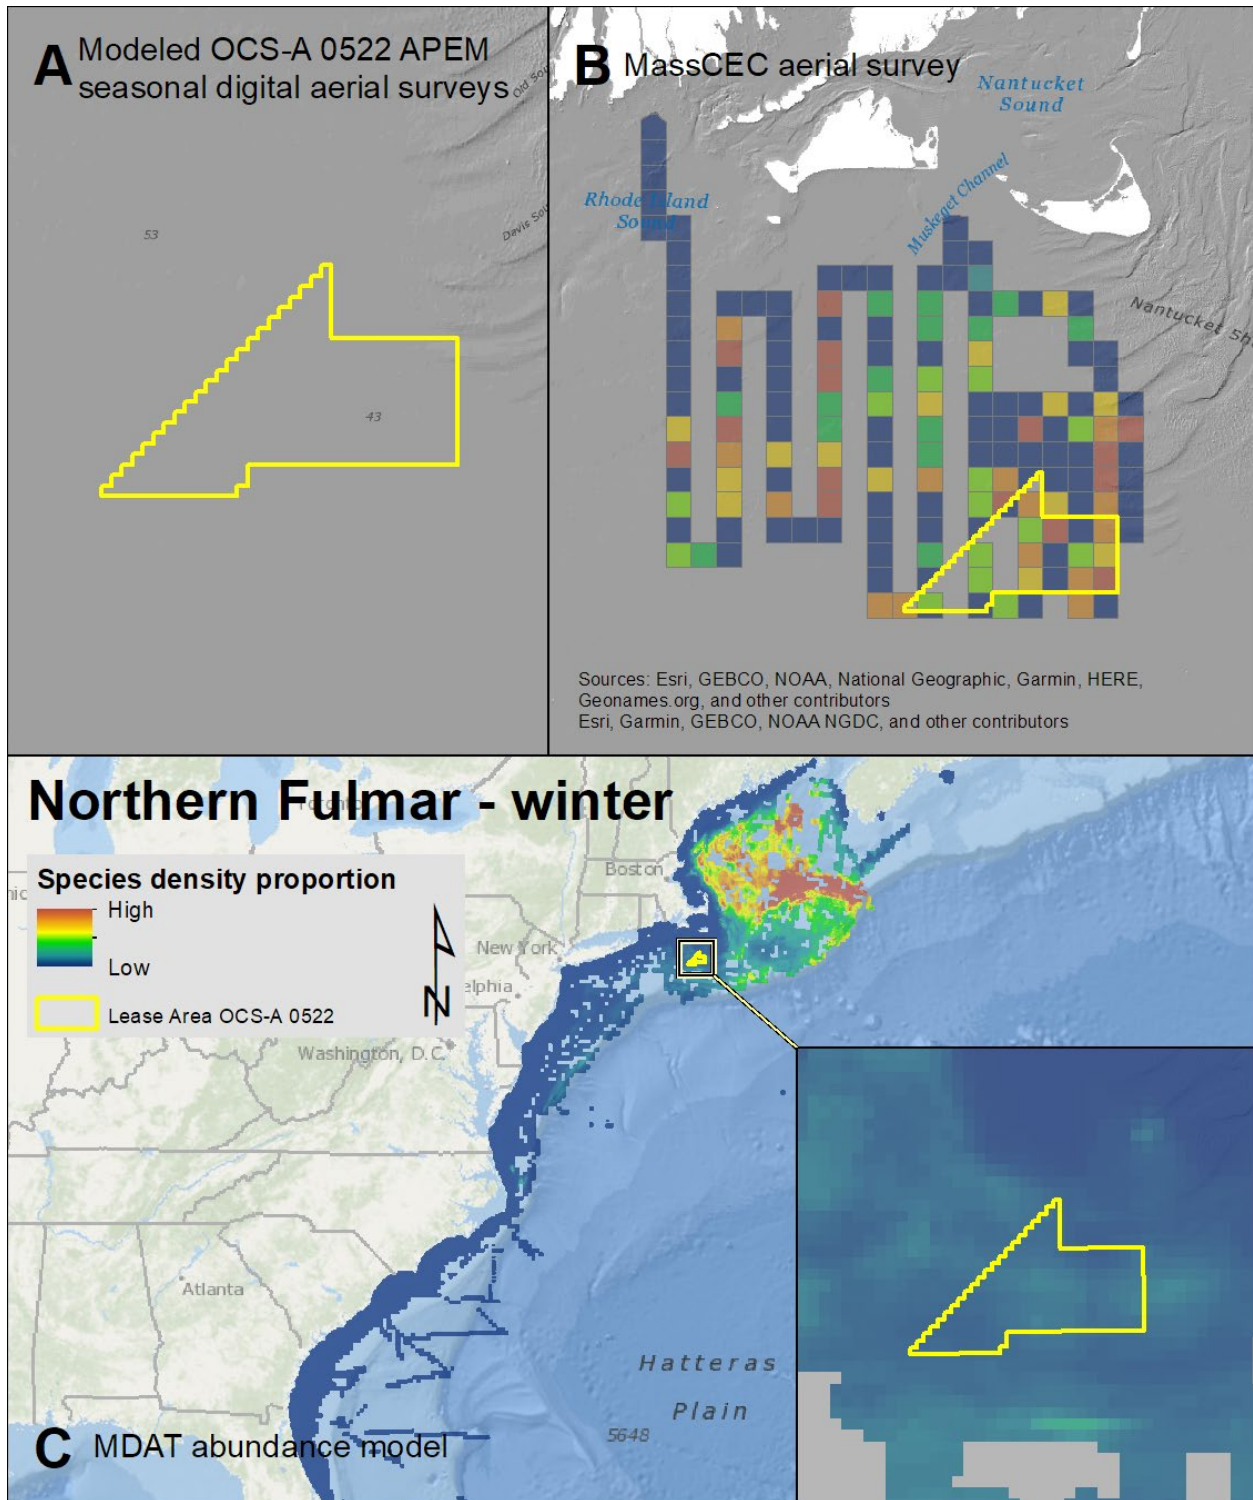 A Modeled OCS-A 0522 APEM
seasonal digital aerial surveys
53
43
B MassCEC aerial survey
Nantucket
Sound
Rhode Island
Sound
Muskeget Channel
Nantucket
Sources: Esri, GEBCO, NOAA, National Geographic, Garmin, HERE,
Geonames.org, and other contributors
Esri, Garmin, GEBCO, NOAA NGDC, and other contributors
Northern Fulmar - winter
Species density proportion
High
Low
Lease Area OCS-A 0522
N
Boston
New York
elphia
Washington, D.C.
Atlanta
Hatteras
Plain
5648
C MDAT abundance model